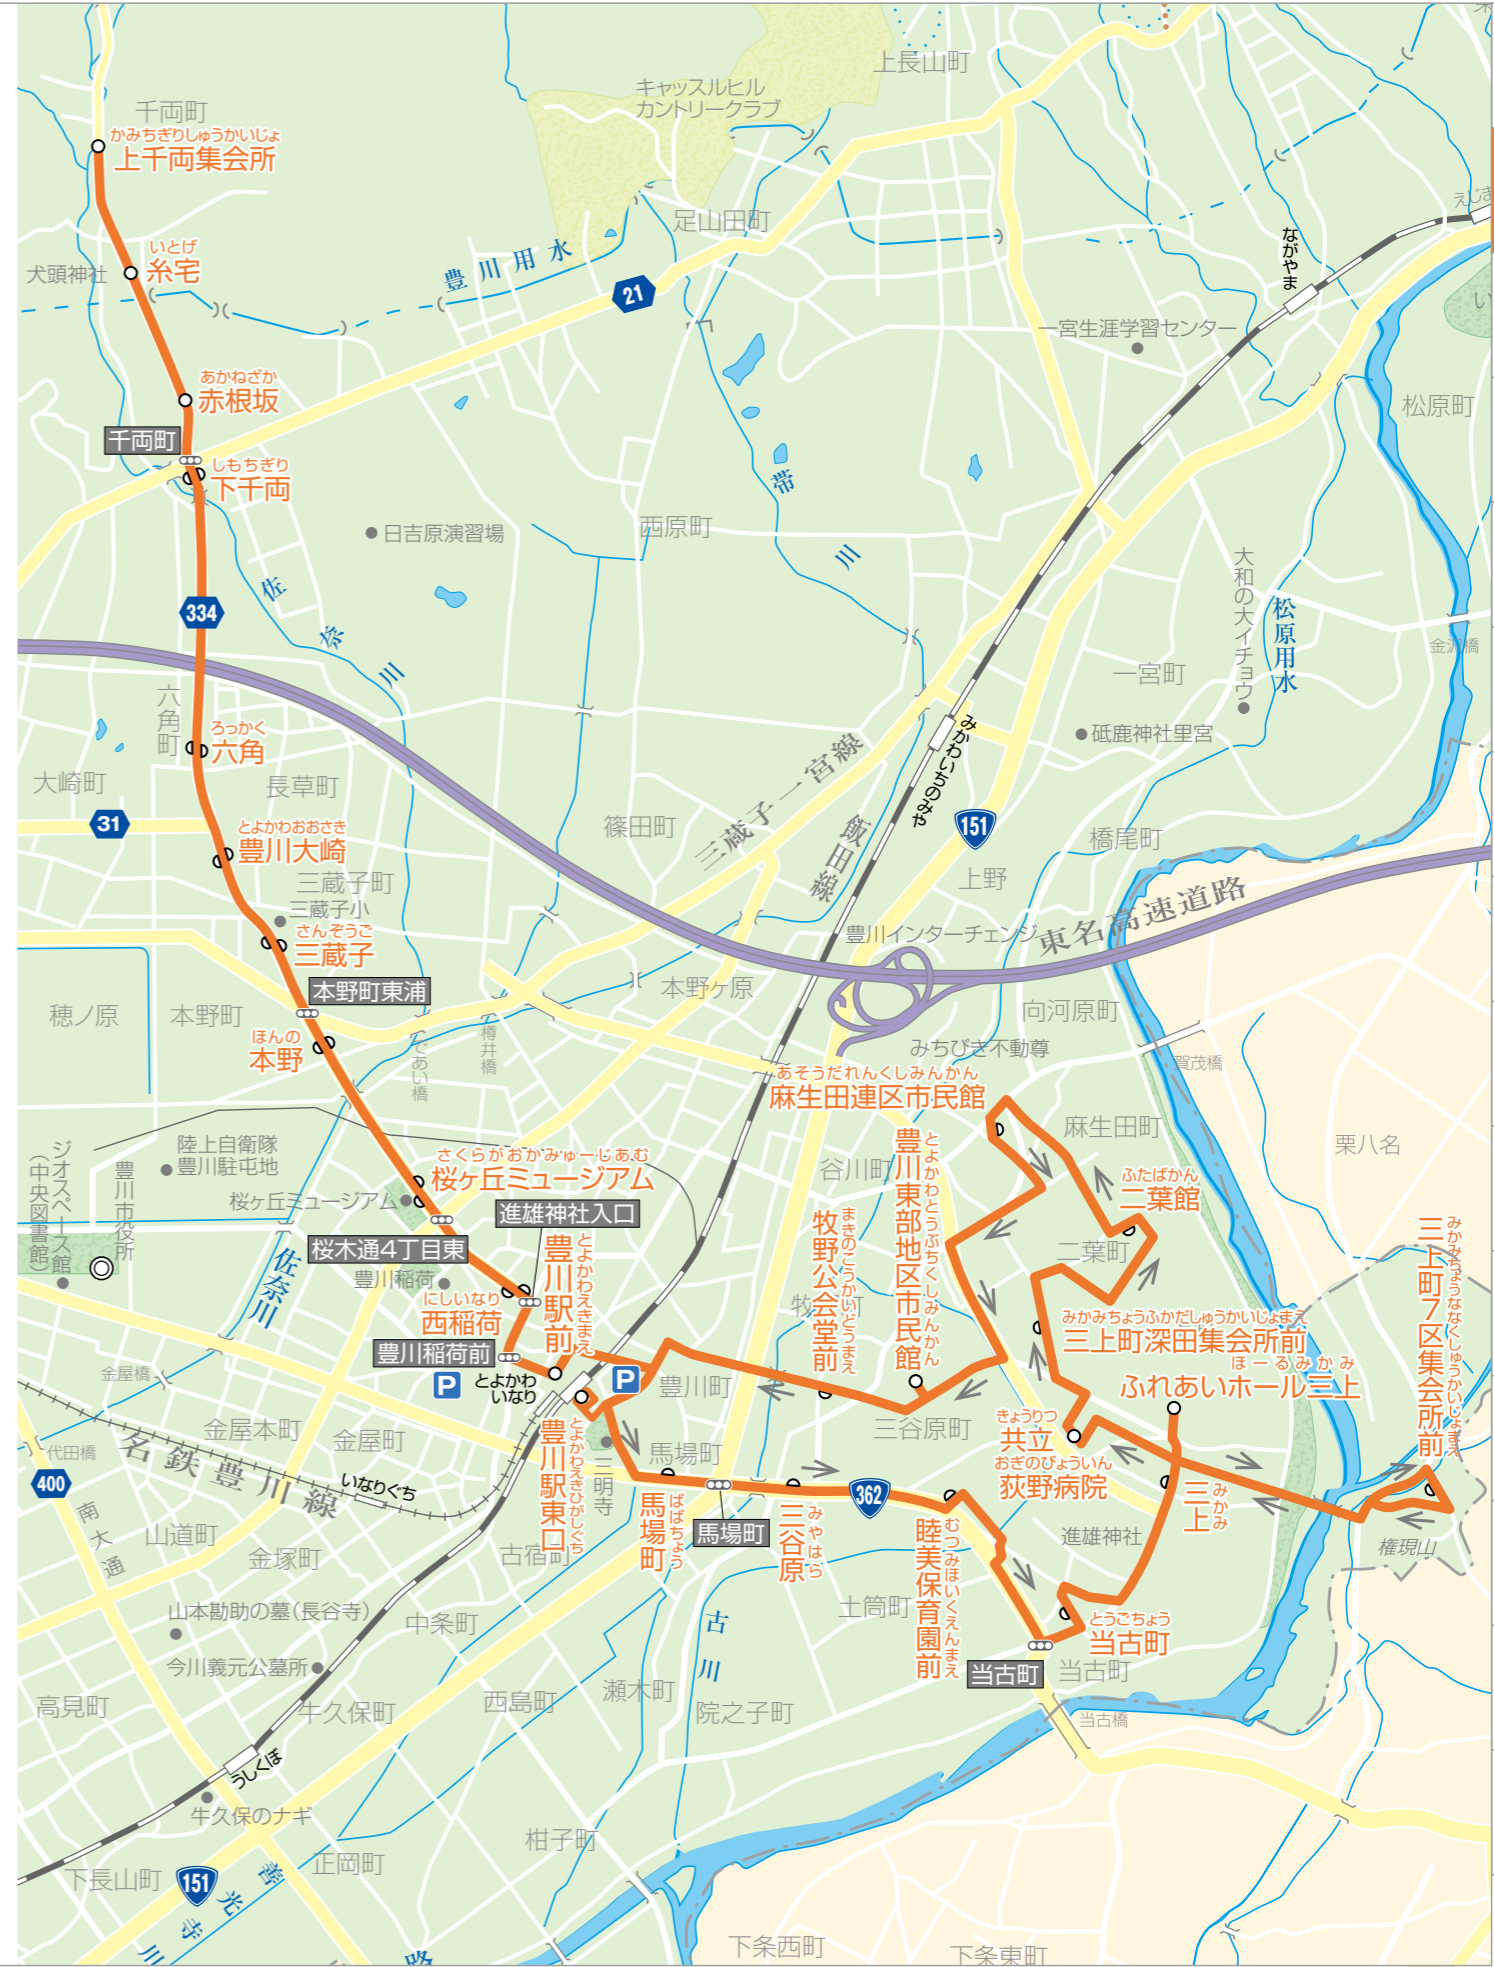 上長山町
キャッスルヒル
カントリークラブ
千両町
かみちぎりしゅうかいじょ
上千両集会所
足山田町
いとげ
糸宅
犬頭神社
豊川用水
21
ながやま
一宮生涯学習センター
あかねざか
赤根坂
松原町
千両町
しもちぎり
下千両
帯川
日吉原演習場
西原町
佐奈川
334
大和の大イチョウ
松原用水
金沢橋
一宮町
六角町
ろっかく
六角
みかわいちのみや
砥鹿神社里宮
大崎町
長草町
三蔵子一宮線
飯田線
31
篠田町
151
橋尾町
とよかわおおさき
豊川大崎
三蔵子町
三蔵子小
上野
さんぞうご
三蔵子
豊川インターチェンジ
東名高速道路
本野町東浦
本野ケ原
穂ノ原
本野町
向河原町
ほんの
本野
であい橋
樽井橋
みちびき不動尊
賀茂橋
あそうだれんくしみんかん
麻生田連区市民館
麻生田町
栗八名
陸上自衛隊
豊川駐屯地
ジオスペース館
(中央図書館)
豊川市役所
さくらがおかみゅーじあむ
桜ヶ丘ミュージアム
桜ヶ丘ミュージアム
谷川町
とよかわとうぶちくしみんかん
豊川東部地区市民館
ふたばかん
二葉館
進雄神社入口
まきのこうかいどうまえ
牧野公会堂前
みかみちょうななくしゅうかいじょまえ
三上町7区集会所前
桜木通4丁目東
とよかわえきまえ
豊川駅前
二葉町
豊川稲荷
佐奈川
にしいなり
西稲荷
みかみちょうふかだしゅうかいじょまえ
三上町深田集会所前
豊川稲荷前
ほーるみかみ
ふれあいホール三上
金屋橋
P
とよかわ
いなり
P
豊川町
三谷原町
金屋本町
金屋町
きょうりつ
共立
おぎのびょういん
荻野病院
代田橋
名鉄豊川線
いなりぐち
とよかわえきひがしぐち
豊川駅東口
三明寺
馬場町
400
362
みかみ
三上
南大通
山道町
金塚町
古宿町
ばばちょう
馬場町
馬場町
みやはら
三谷原
むつみほいくえんまえ
睦美保育園前
進雄神社
権現山
山本勘助の墓(長谷寺)
中条町
古川
土筒町
とうごちょう
当古町
今川義元公墓所
当古町
当古町
高見町
牛久保町
西島町
瀬木町
院之子町
当古橋
うしくぼ
牛久保のナギ
柑子町
正岡町
下長山町
151
善光寺川
下条西町
下条東町